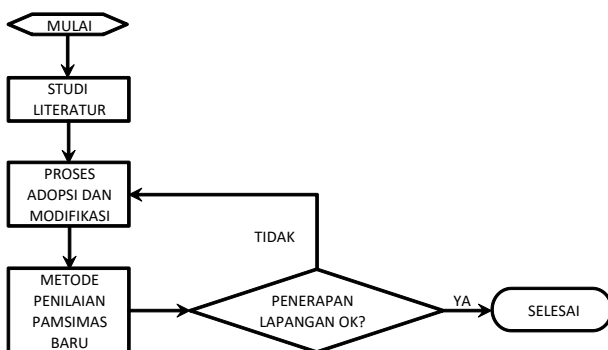 MULAI
STUDI
LITERATUR
PROSES
ADOPSI DAN
MODIFIKASI
TIDAK
METODE
PENILAIAN
PAMSIMAS
BARU
PENERAPAN
LAPANGAN OK?
YA
SELESAI